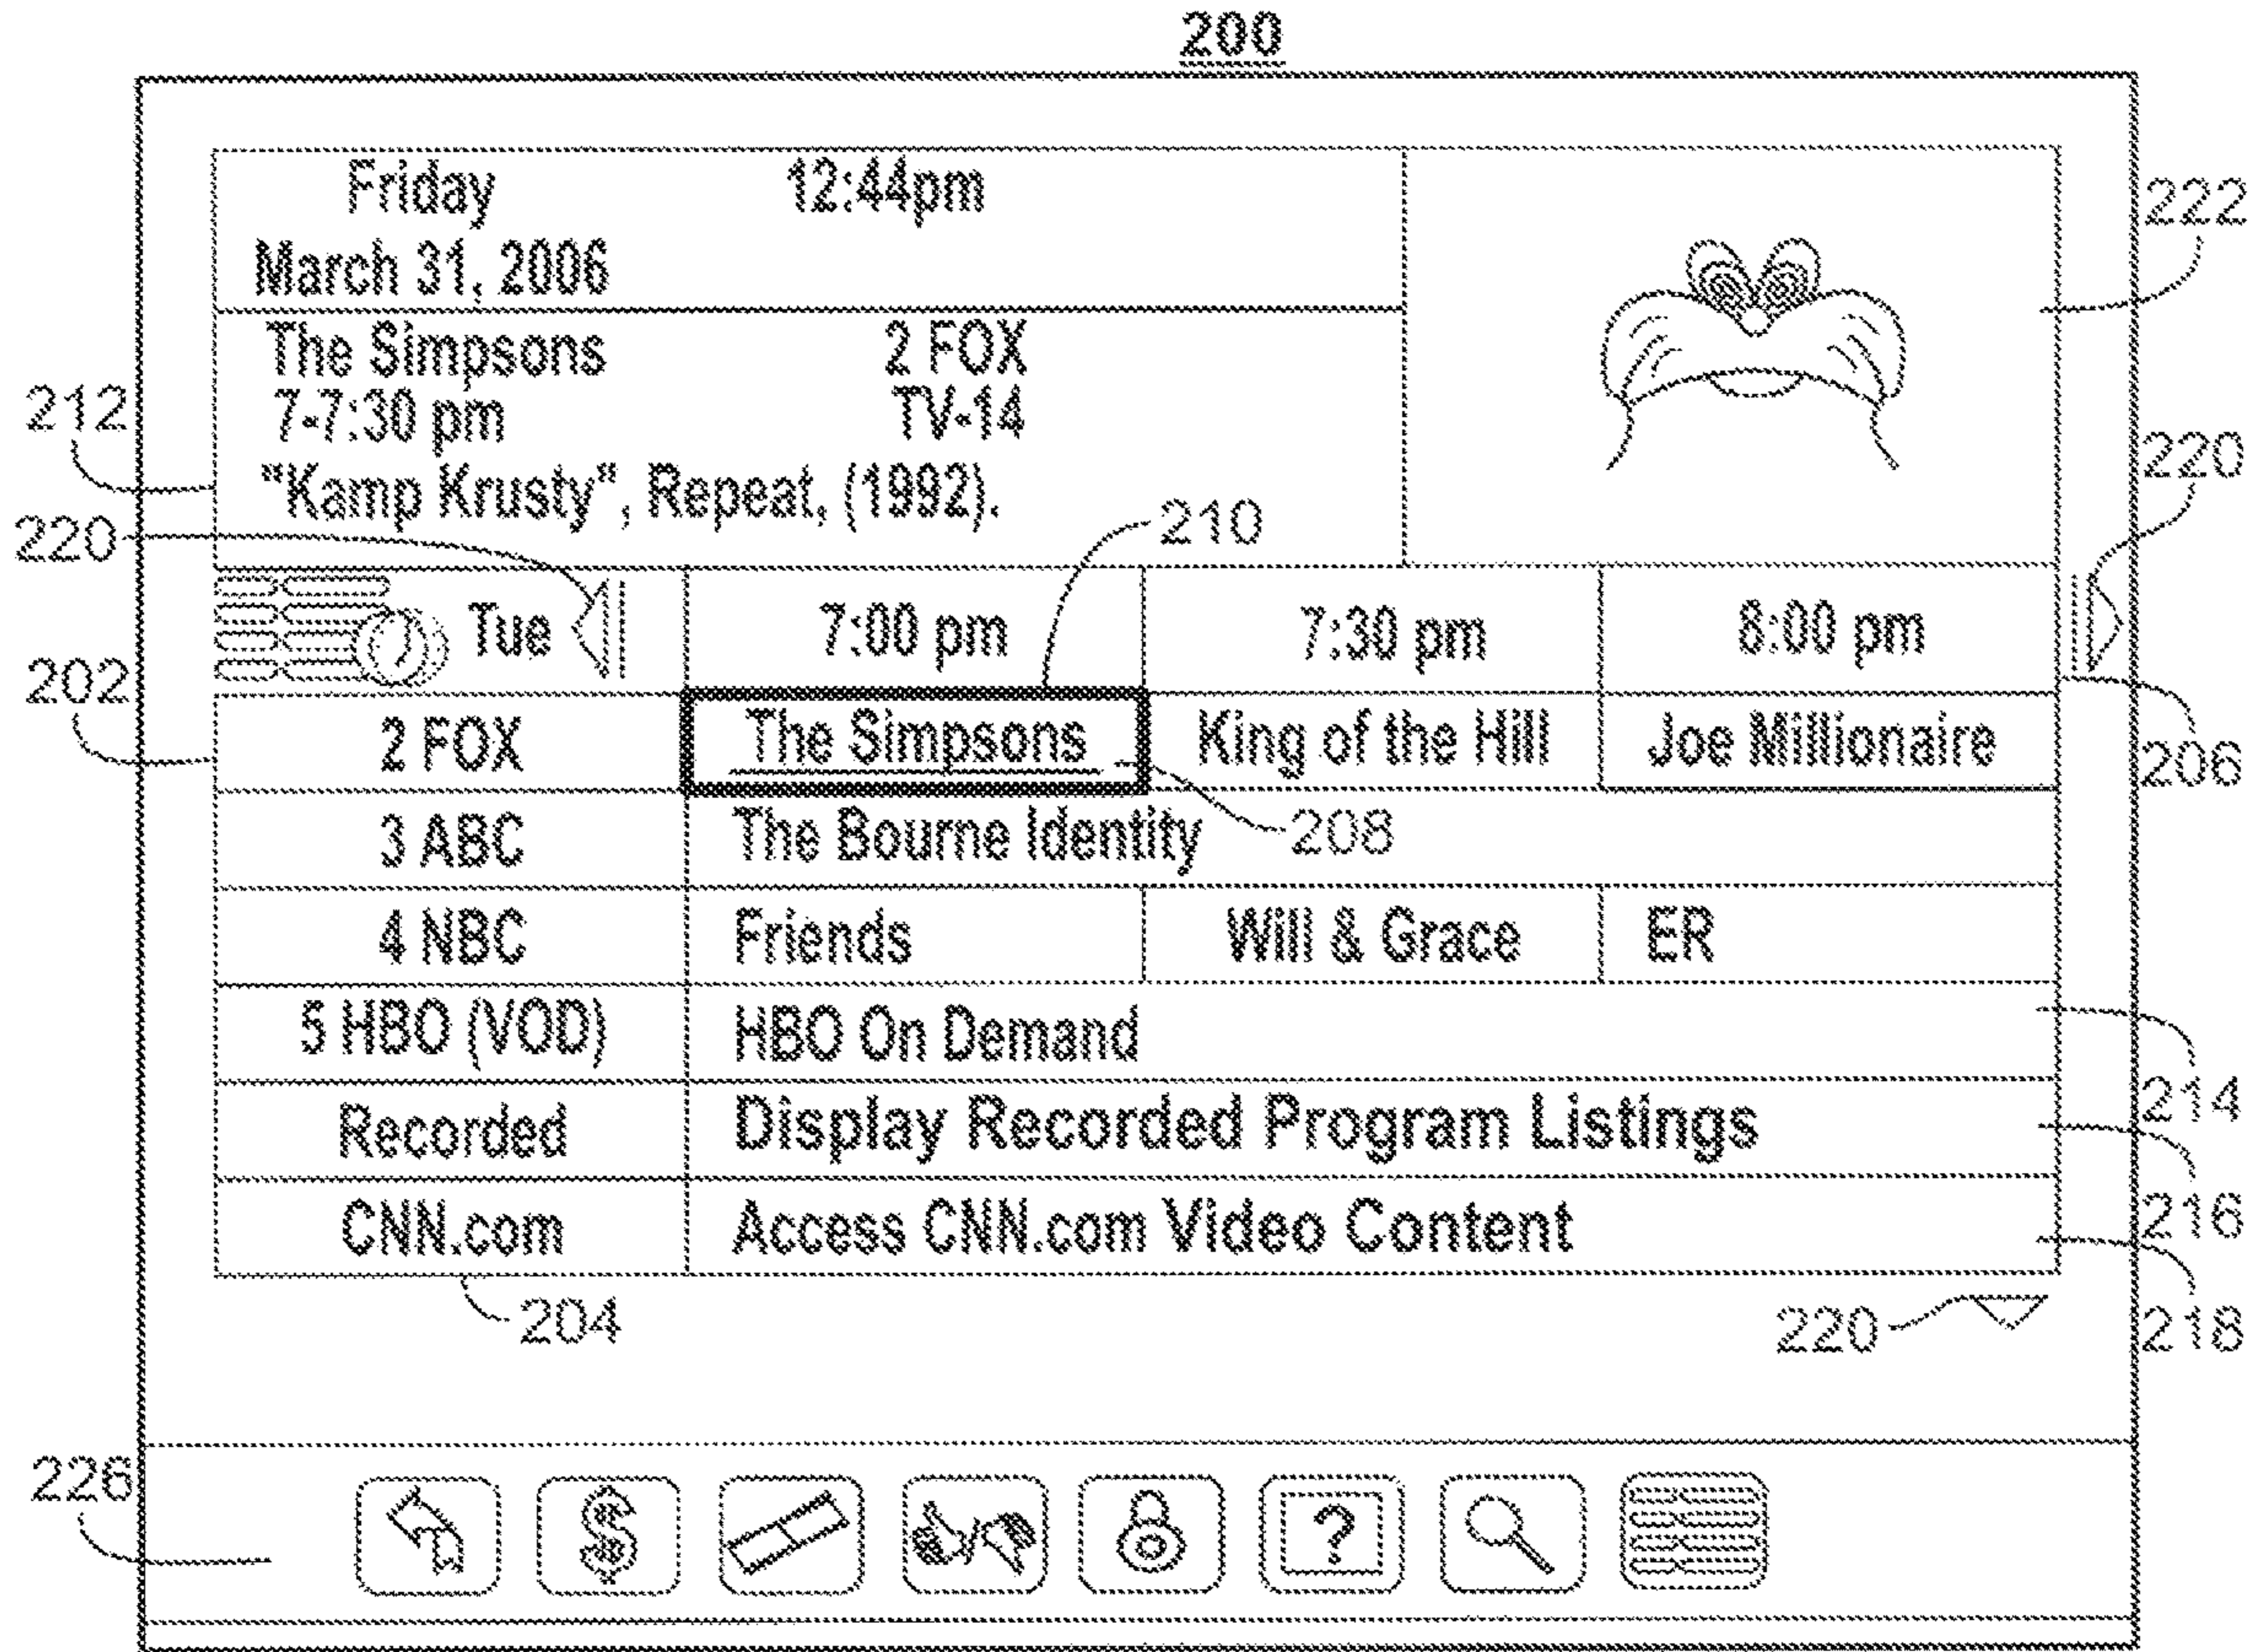 200
Friday 12:44pm
March 31, 2006
222
The Simpsons 2 FOX
7-7:30 pm TV-14
212
"Kamp Krusty", Repeat, (1992).
220
210
220
Tue 7:00 pm 7:30 pm 8:00 pm
202
2 FOX The Simpsons King of the Hill Joe Millionaire
206
3 ABC The Bourne Identity 208
4 NBC Friends Will & Grace ER
5 HBO (VOD) HBO On Demand
214
Recorded Display Recorded Program Listings
216
CNN.com Access CNN.com Video Content
204
220
218
226
$ ?